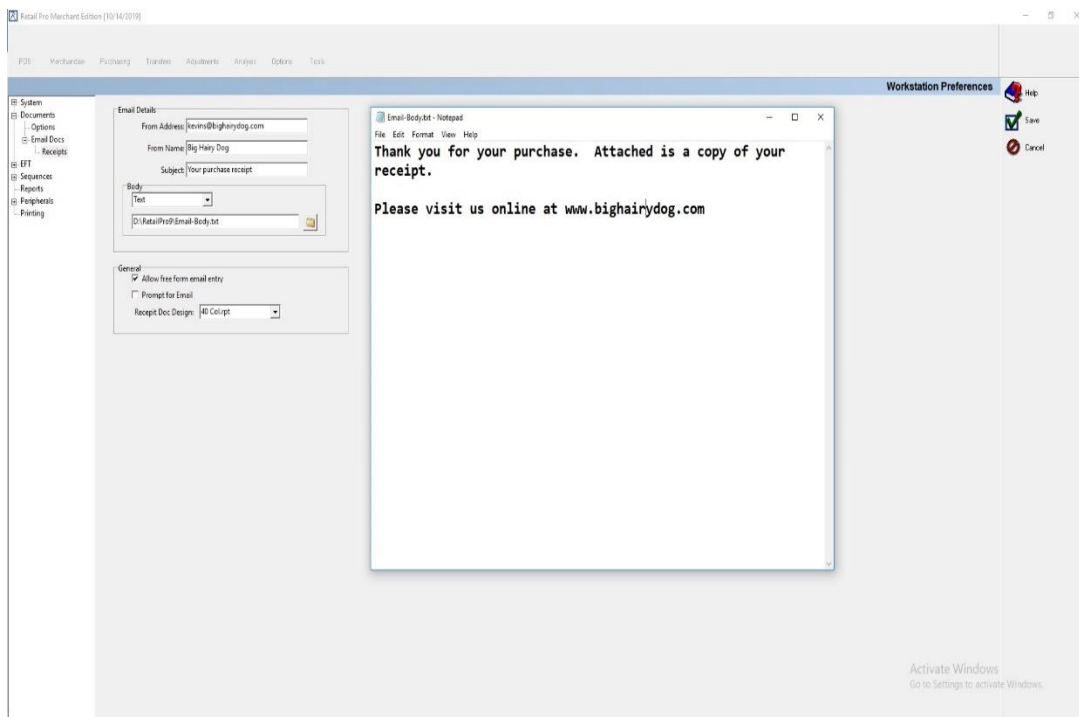 Retail Pro Merchant Edition [10/14/2019]
POS Merchandise Purchasing Transfers Adjustments Analysis Options Tools
Workstation Preferences
Help
Save
Cancel
System
Documents
Options
Email Docs
Receipts
EFT
Sequences
Reports
Peripherals
Printing
Email Details
From Address: kevins@bighairydog.com
From Name: Big Hairy Dog
Subject: Your purchase receipt
Body
Text
D:\RetailPro9\Email-Body.txt
General
Allow free form email entry
Prompt for Email
Recepit Doc Design: 40 Col.rpt
Email-Body.txt - Notepad
File Edit Format View Help
Thank you for your purchase. Attached is a copy of your
receipt.
Please visit us online at www.bighairydog.com
Activate Windows
Go to Settings to activate Windows.